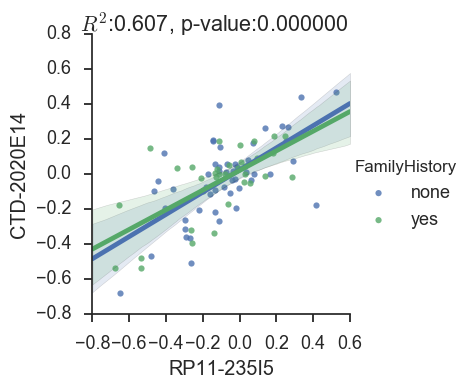 R²:0.607, p-value:0.000000
0.8
0.6
0.4
0.2
0.0
−0.2
−0.4
−0.6
−0.8
CTD-2020E14
FamilyHistory
none
yes
−0.8 −0.6 −0.4 −0.2 0.0 0.2 0.4 0.6
RP11-235I5